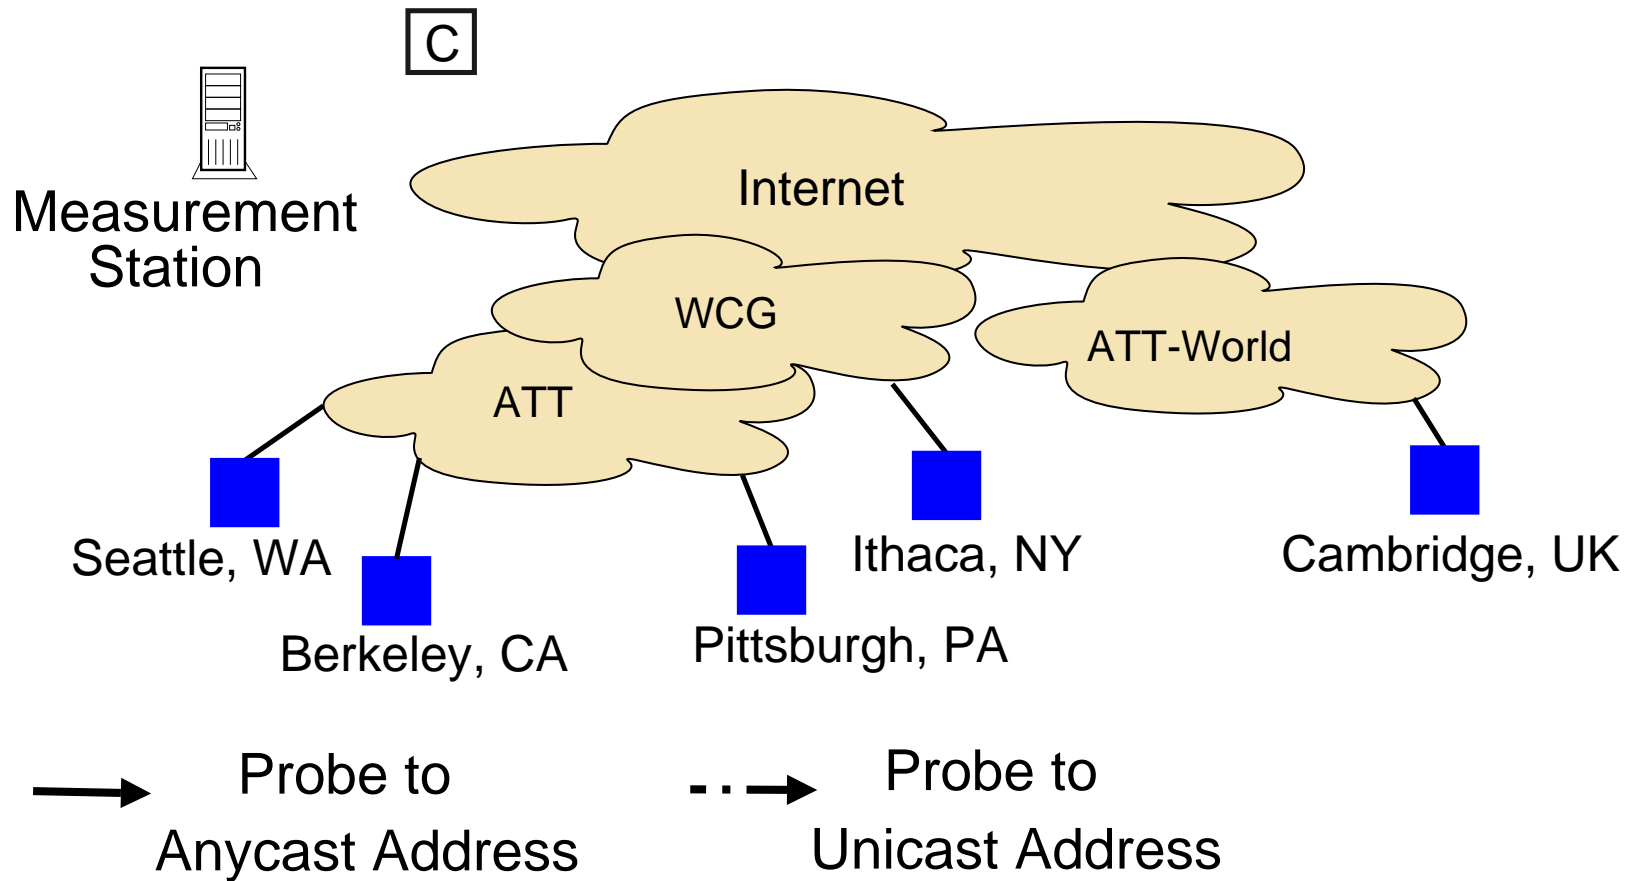 C
Measurement
Station
Internet
WCG
ATT-World
ATT
Seattle, WA
Berkeley, CA
Pittsburgh, PA
Ithaca, NY
Cambridge, UK
Probe to
Anycast Address
Probe to
Unicast Address